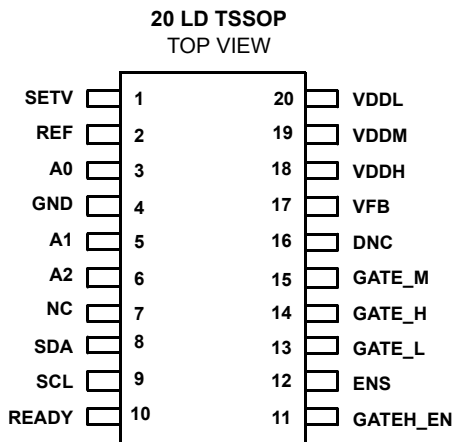 20 LD TSSOP
TOP VIEW
SETV 1 20 VDDL
REF 2 19 VDDM
A0 3 18 VDDH
GND 4 17 VFB
A1 5 16 DNC
A2 6 15 GATE_M
NC 7 14 GATE_H
SDA 8 13 GATE_L
SCL 9 12 ENS
READY 10 11 GATEH_EN